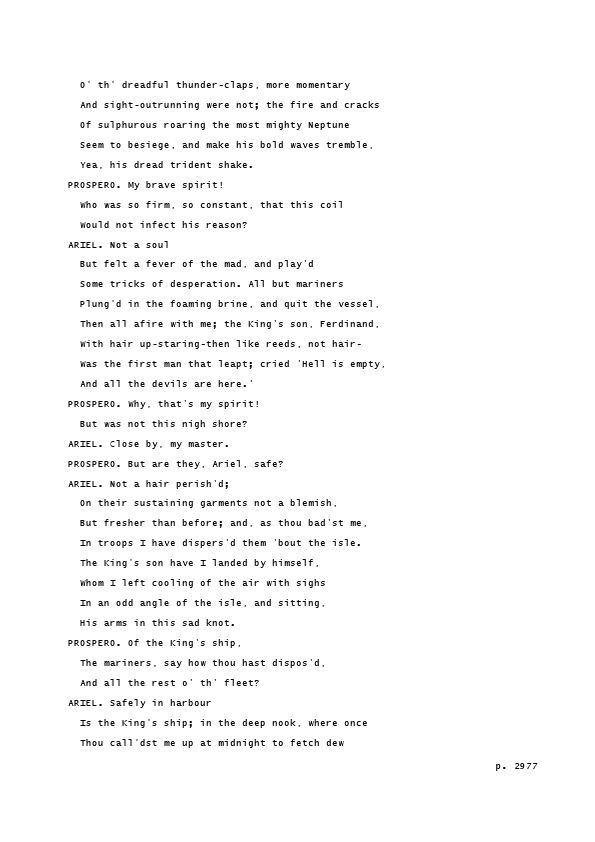 O' th' dreadful thunder-claps, more momentary
And sight-outrunning were not; the fire and cracks
Of sulphurous roaring the most mighty Neptune
Seem to besiege, and make his bold waves tremble,
Yea, his dread trident shake.
PROSPERO. My brave spirit!
Who was so firm, so constant, that this coil
Would not infect his reason?
ARIEL. Not a soul
But felt a fever of the mad, and play'd
Some tricks of desperation. All but mariners
Plung'd in the foaming brine, and quit the vessel,
Then all afire with me; the King's son, Ferdinand,
With hair up-staring-then like reeds, not hair-
Was the first man that leapt; cried 'Hell is empty,
And all the devils are here.'
PROSPERO. Why, that's my spirit!
But was not this nigh shore?
ARIEL. Close by, my master.
PROSPERO. But are they, Ariel, safe?
ARIEL. Not a hair perish'd;
On their sustaining garments not a blemish,
But fresher than before; and, as thou bad'st me,
In troops I have dispers'd them 'bout the isle.
The King's son have I landed by himself,
Whom I left cooling of the air with sighs
In an odd angle of the isle, and sitting,
His arms in this sad knot.
PROSPERO. Of the King's ship,
The mariners, say how thou hast dispos'd,
And all the rest o' th' fleet?
ARIEL. Safely in harbour
Is the King's ship; in the deep nook, where once
Thou call'dst me up at midnight to fetch dew
p. 2977